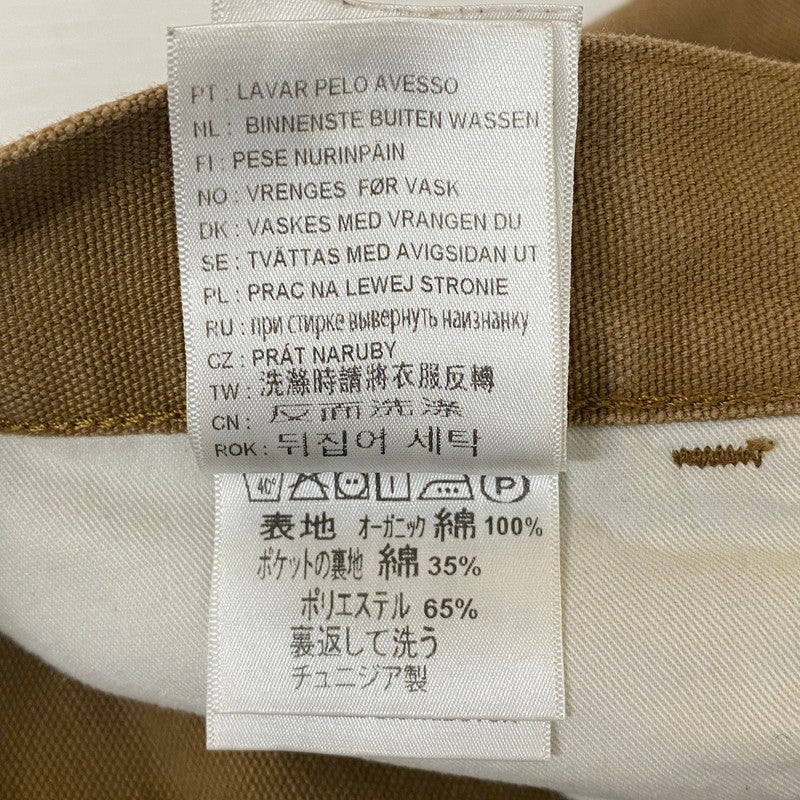 PT : LAVAR PELO AVESSO
NL : BINNENSTE BUITEN WASSEN
FI : PESE NURINPÄIN
NO : VRENGES FØR VASK
DK : VASKES MED VRANGEN DU
SE : TVÄTTAS MED AVIGSIDAN UT
PL : PRAC NA LEWEJ STRONIE
RU : при стирке вывернуть наизнанку
CZ : PRÁT NARUBY
TW : 洗滌時請將衣服反轉
CN : 反面洗滌
ROK : 뒤집어 세탁
40° P
表地 オーガニック 綿 100%
ポケットの裏地 綿 35%
ポリエステル 65%
裏返して洗う
チュニジア製